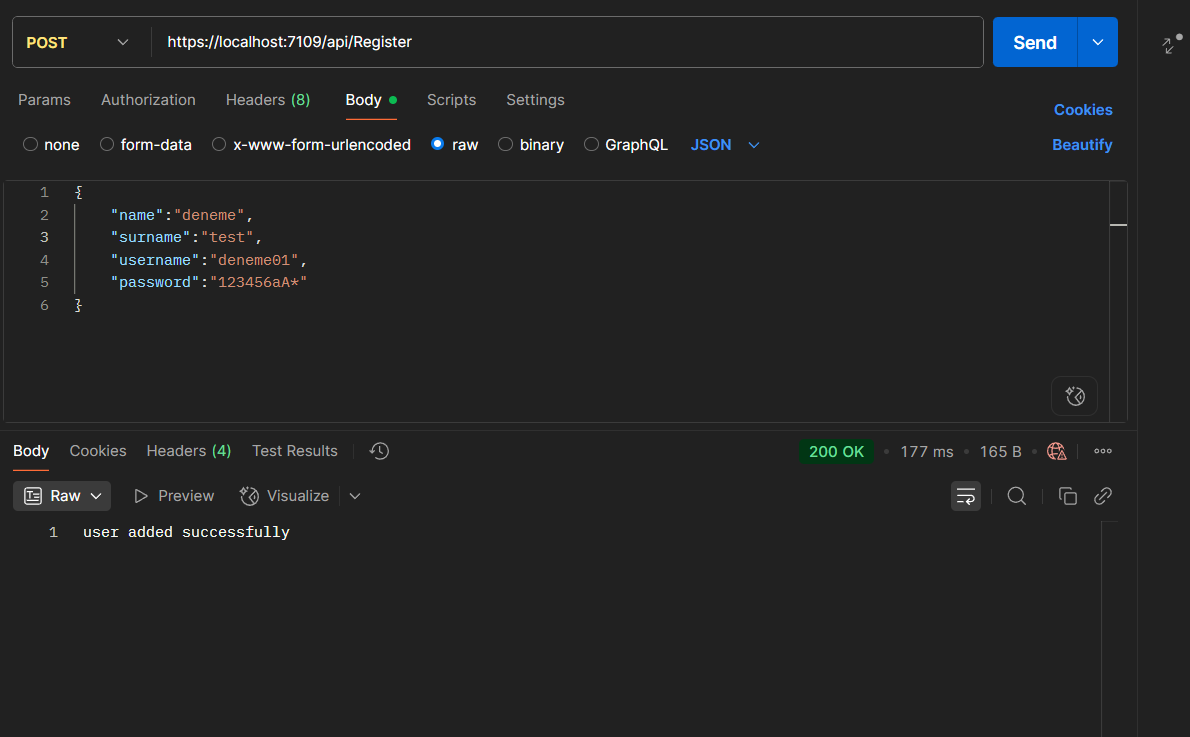 POST https://localhost:7109/api/Register Send
Params Authorization Headers (8) Body Scripts Settings Cookies
none form-data x-www-form-urlencoded raw binary GraphQL JSON Beautify
1 {
2 "name":"deneme",
3 "surname":"test",
4 "username":"deneme01",
5 "password":"123456aA*"
6 }
Body Cookies Headers (4) Test Results 200 OK • 177 ms • 165 B •
Raw Preview Visualize
1 user added successfully